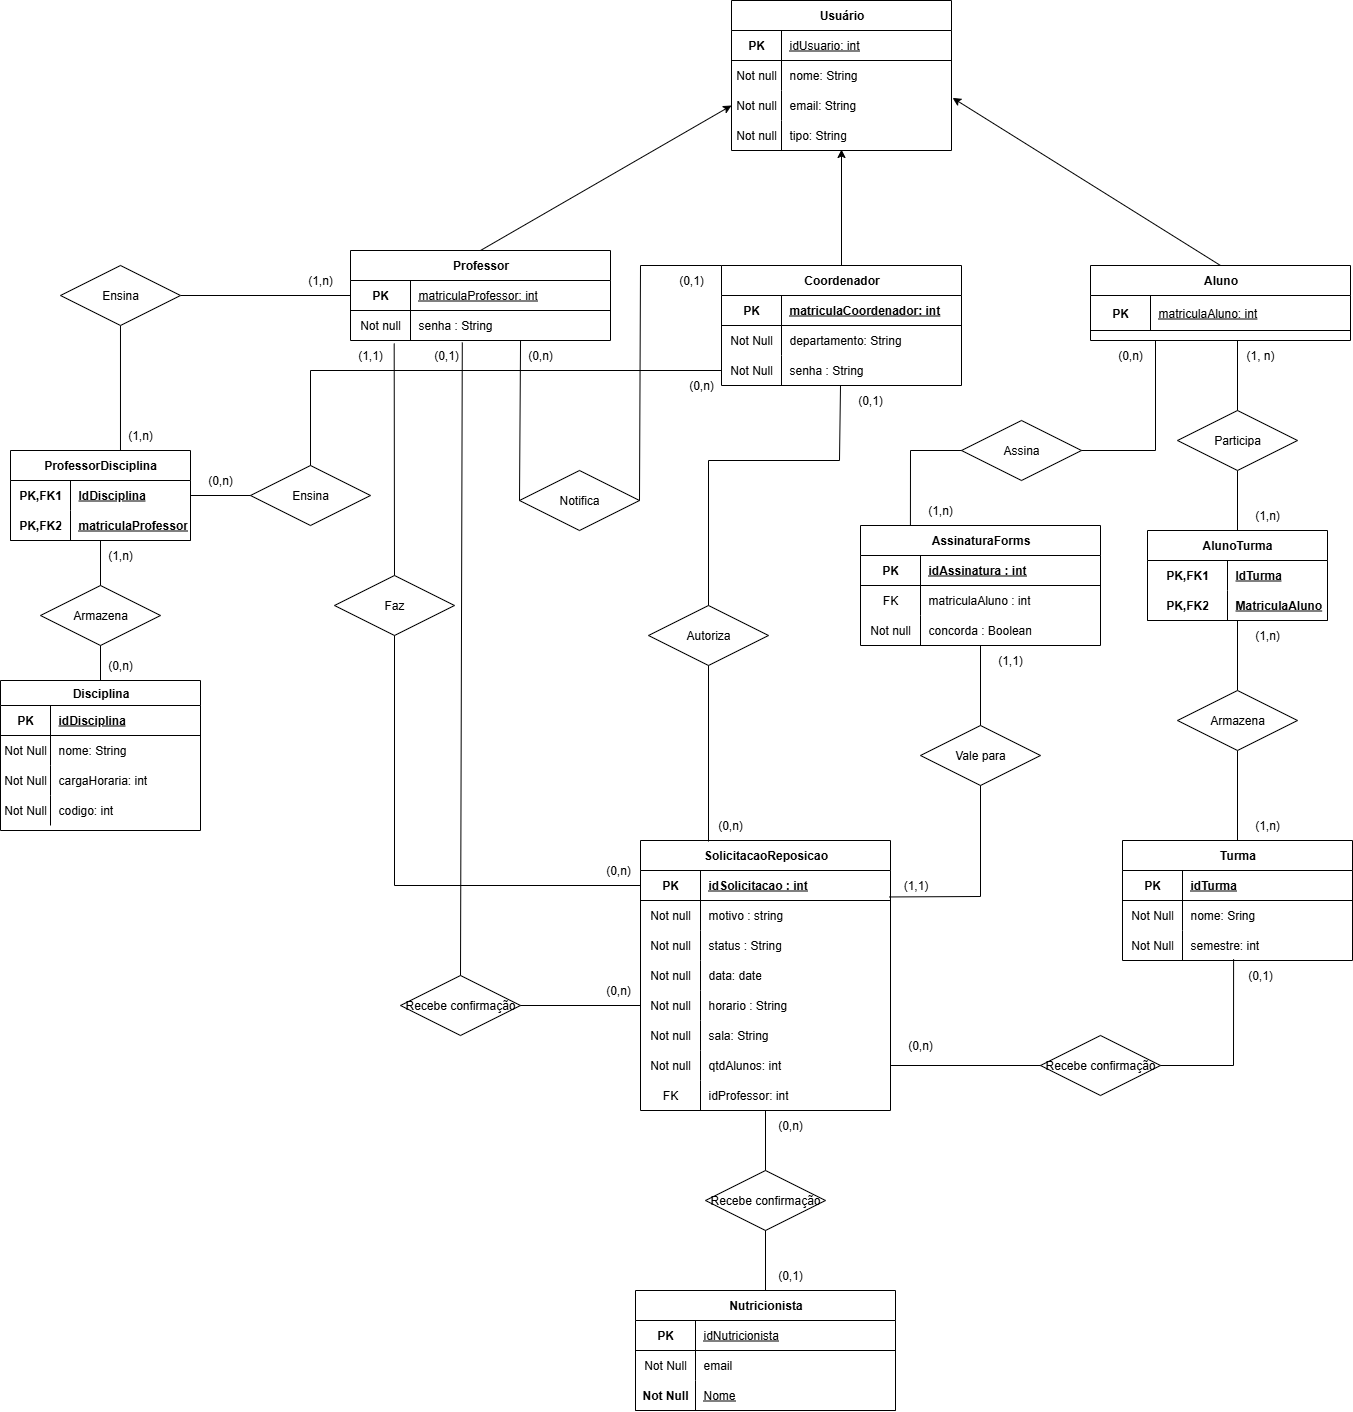 Usuário
PK idUsuario: int
Not null nome: String
Not null email: String
Not null tipo: String
Professor
PK matriculaProfessor: int
Not null senha : String
Coordenador
PK matriculaCoordenador: int
Not Null departamento: String
Not Null senha : String
Aluno
PK matriculaAluno: int
Ensina
(1,n)
(0,1)
(1,1)
(0,1)
(0,n)
(0,n)
(0,1)
(0,n)
(1, n)
(1,n)
ProfessorDisciplina
PK,FK1 IdDisciplina
PK,FK2 matriculaProfessor
(0,n)
Ensina
Notifica
Assina
Participa
(1,n)
(1,n)
(1,n)
Armazena
(0,n)
Faz
Autoriza
AssinaturaForms
PK idAssinatura : int
FK matriculaAluno : int
Not null concorda : Boolean
(1,1)
AlunoTurma
PK,FK1 IdTurma
PK,FK2 MatriculaAluno
(1,n)
Disciplina
PK idDisciplina
Not Null nome: String
Not Null cargaHoraria: int
Not Null codigo: int
Vale para
Armazena
(0,n)
(1,n)
(0,n)
(1,1)
SolicitacaoReposicao
PK idSolicitacao : int
Not null motivo : string
Not null status : String
Not null data: date
Not null horario : String
Not null sala: String
Not null qtdAlunos: int
FK idProfessor: int
Turma
PK idTurma
Not Null nome: Sring
Not Null semestre: int
(0,1)
Recebe confirmação
(0,n)
(0,n)
Recebe confirmação
(0,n)
Recebe confirmação
(0,1)
Nutricionista
PK idNutricionista
Not Null email
Not Null Nome